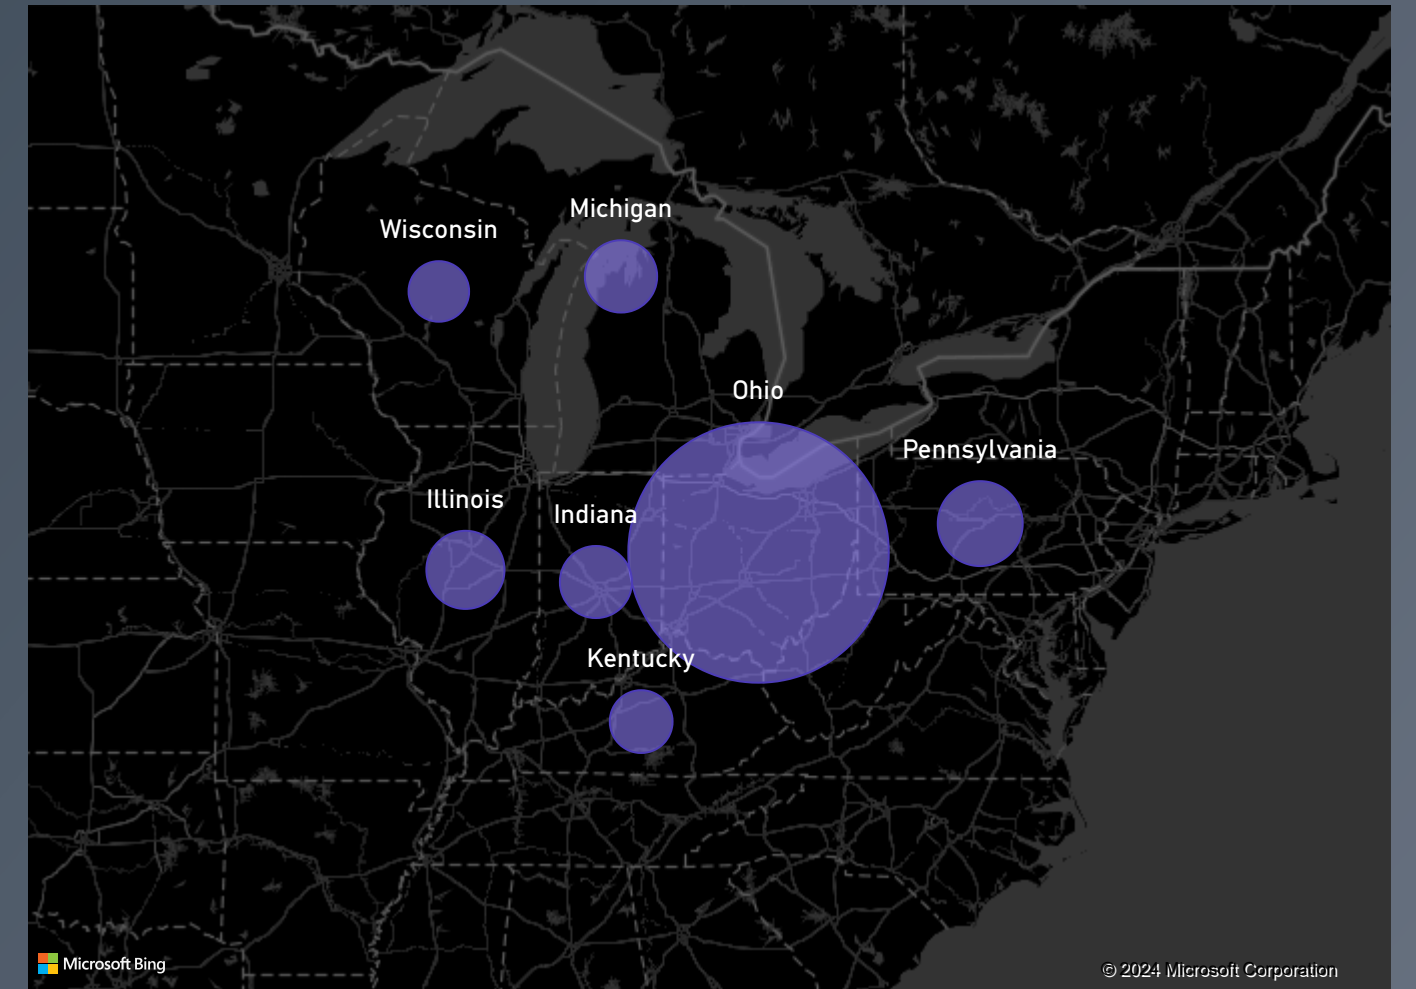 Michigan
Wisconsin
Ohio
Pennsylvania
Illinois
Indiana
Kentucky
Microsoft Bing
© 2024 Microsoft Corporation